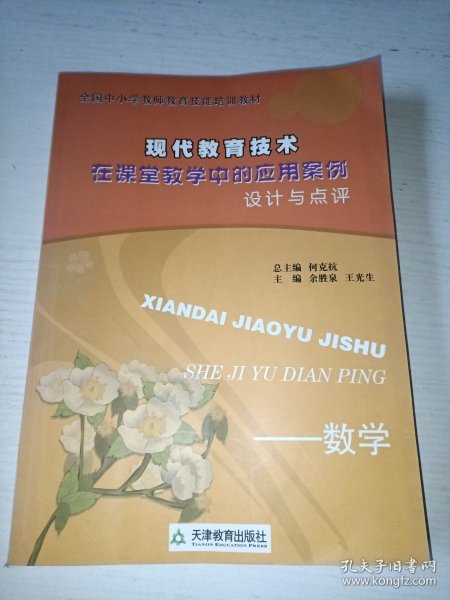 全国中小学教师教育技能培训教材
现代教育技术
在课堂教学中的应用案例
设计与点评
总主编 何克抗
主 编 余胜泉 王光生
XIANDAI JIAOYU JISHU
SHE JI YU DIAN PING
——数学
天津教育出版社
TIANJIN EDUCATION PRESS
孔夫子旧书网
www.kongfz.com